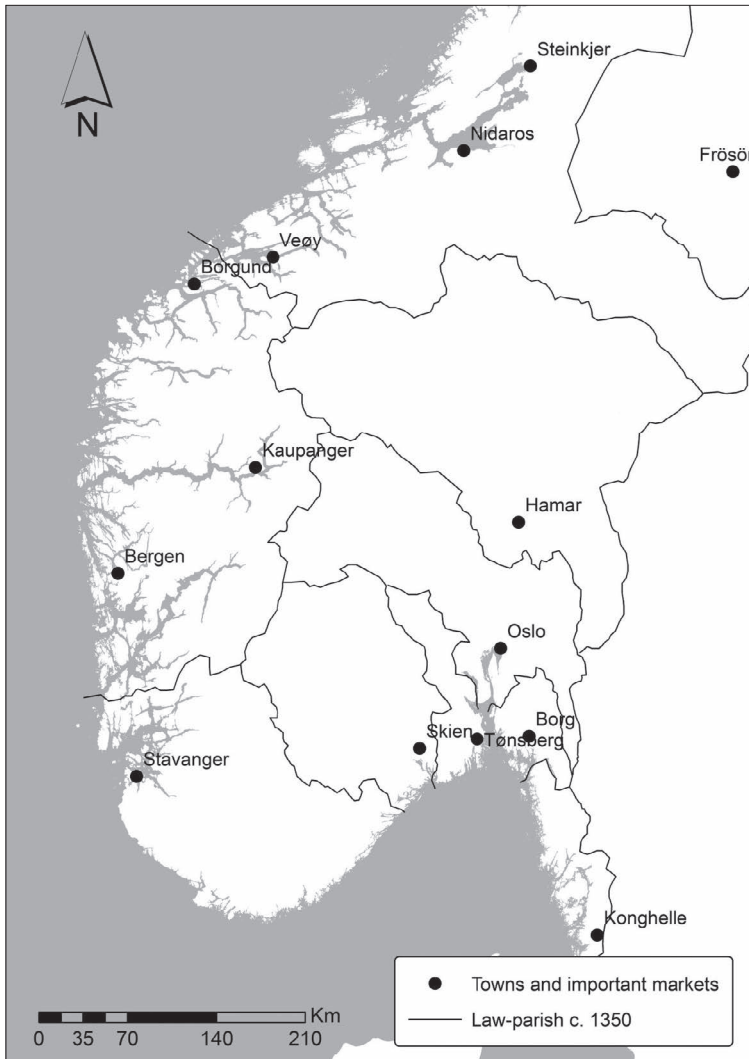 Steinkjer
N
Nidaros
Frösön
Veøy
Borgund
Kaupanger
Hamar
Bergen
Oslo
Skien
Borg
Tønsberg
Stavanger
Konghelle
Towns and important markets
Law-parish c. 1350
Km
0 35 70 140 210